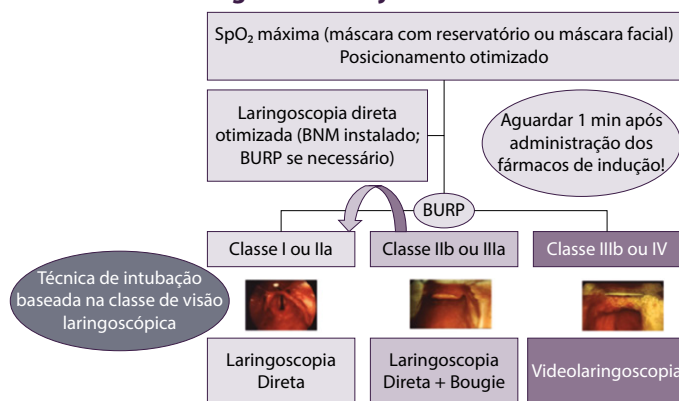 SpO₂ máxima (máscara com reservatório ou máscara facial)
Posicionamento otimizado
Laringoscopia direta
otimizada (BNM instalado;
BURP se necessário)
Aguardar 1 min após
administração dos
fármacos de indução!
BURP
Classe I ou IIa
Classe IIb ou IIIa
Classe IIIb ou IV
Técnica de intubação
baseada na classe de visão
laringoscópica
Laringoscopia
Direta
Laringoscopia
Direta + Bougie
Videolaringoscopia